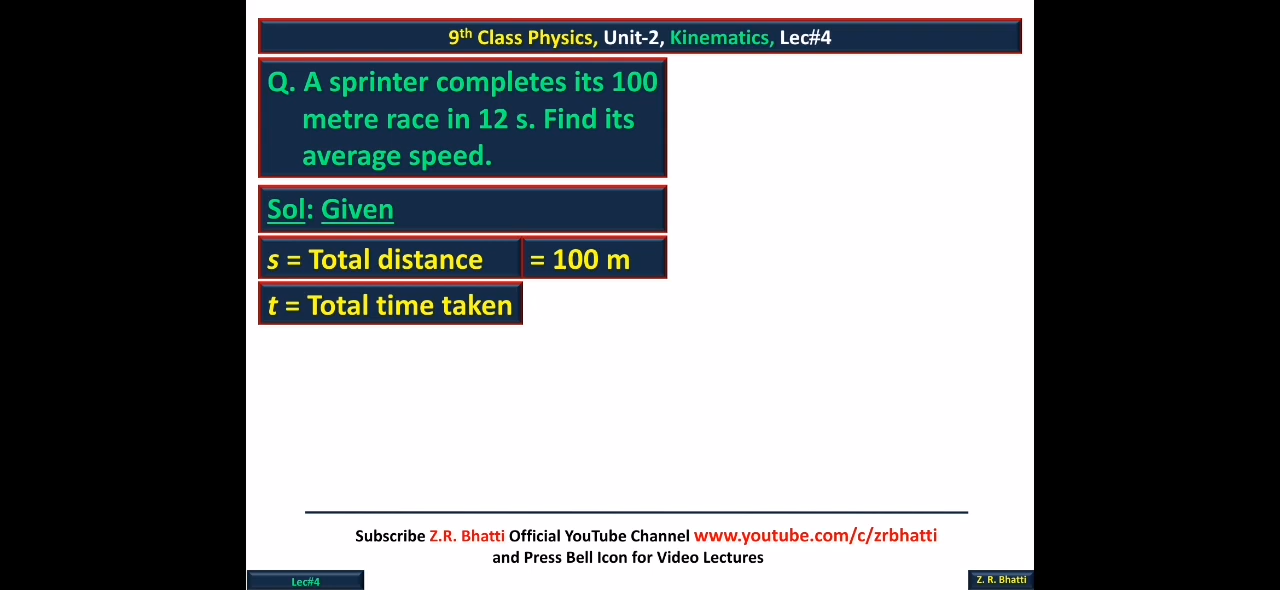 9th Class Physics, Unit-2, Kinematics, Lec#4
Q. A sprinter completes its 100
metre race in 12 s. Find its
average speed.
Sol: Given
s = Total distance = 100 m
t = Total time taken
Subscribe Z.R. Bhatti Official YouTube Channel www.youtube.com/c/zrbhatti
and Press Bell Icon for Video Lectures
Lec#4
Z. R. Bhatti